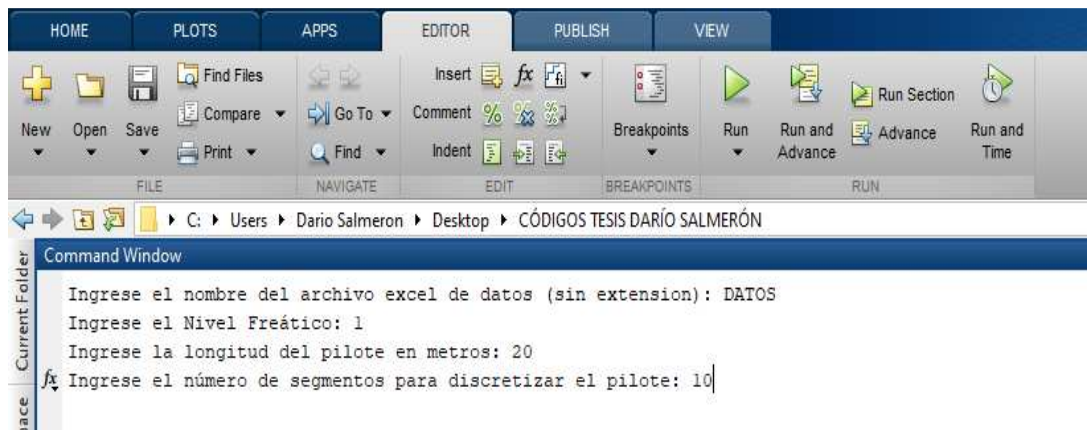 HOME PLOTS APPS EDITOR PUBLISH VIEW
Find Files Insert fx
Compare Go To Comment Run Section
New Open Save Breakpoints Run Run and Advance Advance Run and Time
Print Find Indent
FILE NAVIGATE EDIT BREAKPOINTS RUN
C: Users Dario Salmeron Desktop CÓDIGOS TESIS DARÍO SALMERÓN
Current Folder
Command Window
Ingrese el nombre del archivo excel de datos (sin extension): DATOS
Ingrese el Nivel Freático: 1
Ingrese la longitud del pilote en metros: 20
fx Ingrese el número de segmentos para discretizar el pilote: 10